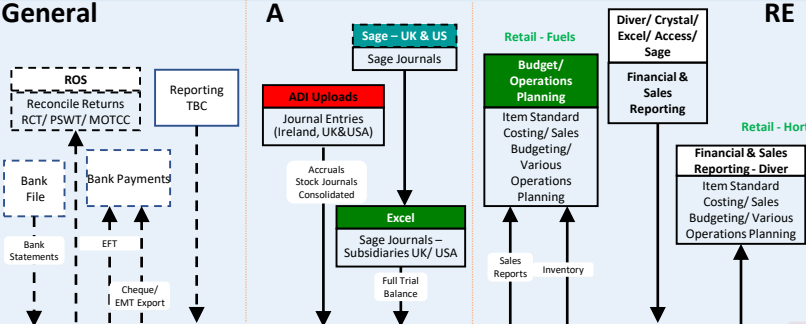 General
A
RE
ROS
Reconcile Returns
RCT/ PSWT/ MOTCC
Reporting
TBC
Bank
File
Bank Payments
Bank
Statements
EFT
Cheque/
EMT Export
Sage – UK & US
Sage Journals
ADI Uploads
Journal Entries
(Ireland, UK&USA)
Accruals
Stock Journals
Consolidated
Excel
Sage Journals –
Subsidiaries UK/ USA
Full Trial
Balance
Retail - Fuels
Budget/
Operations
Planning
Item Standard
Costing/ Sales
Budgeting/
Various
Operations
Planning
Sales
Reports
Inventory
Diver/ Crystal/
Excel/ Access/
Sage
Financial &
Sales
Reporting
Retail - Hort
Financial & Sales
Reporting - Diver
Item Standard
Costing/ Sales
Budgeting/ Various
Operations Planning